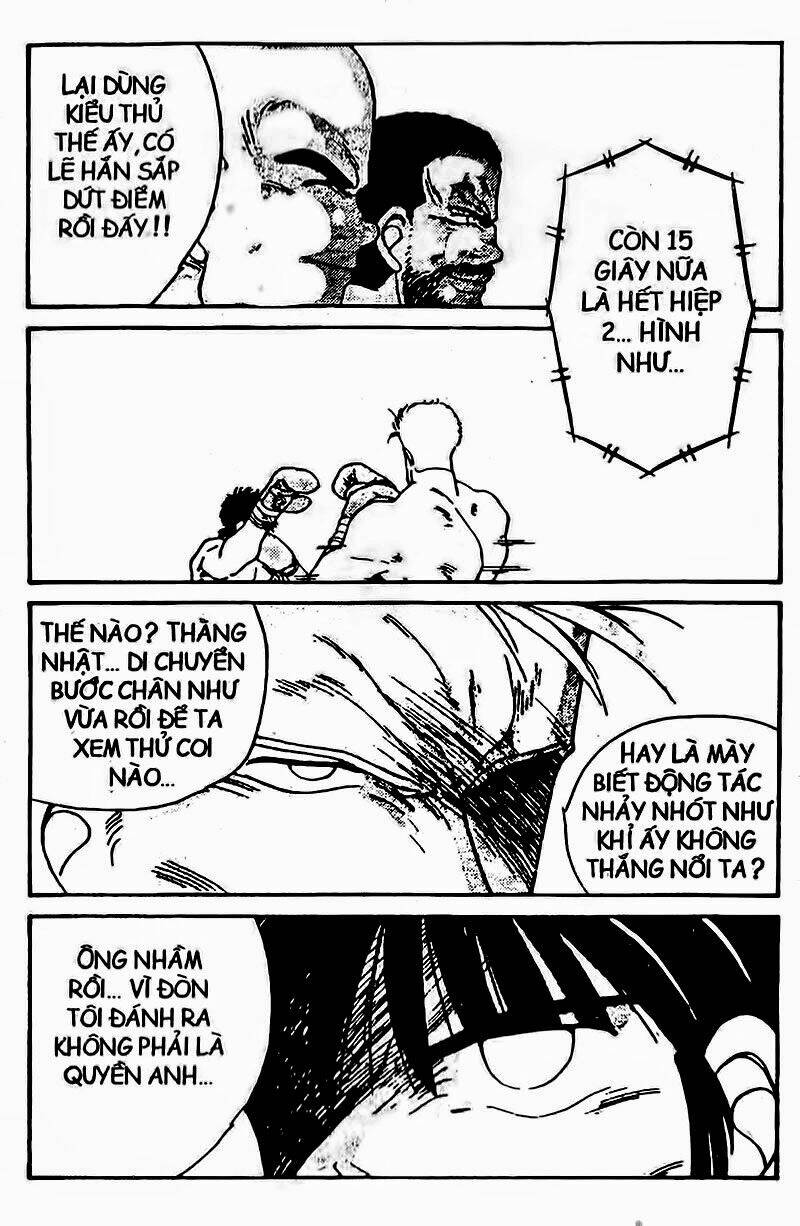 LẠI DÙNG
KIỂU THỦ
THẾ ẤY, CÓ
LẼ HẮN SẮP
DỨT ĐIỂM
RỒI ĐẤY!!
CÒN 15
GIÂY NỮA
LÀ HẾT HIỆP
2... HÌNH
NHƯ...
THẾ NÀO? THẰNG
NHẬT... DI CHUYỂN
BƯỚC CHÂN NHƯ
VỪA RỒI ĐỂ TA
XEM THỬ COI
NÀO...
HAY LÀ MÀY
BIẾT ĐỘNG TÁC
NHẢY NHÓT NHƯ
KHỈ ẤY KHÔNG
THẮNG NỔI TA?
ÔNG NHẦM
RỒI... VÌ ĐÒN
TÔI ĐÁNH RA
KHÔNG PHẢI LÀ
QUYỀN ANH...